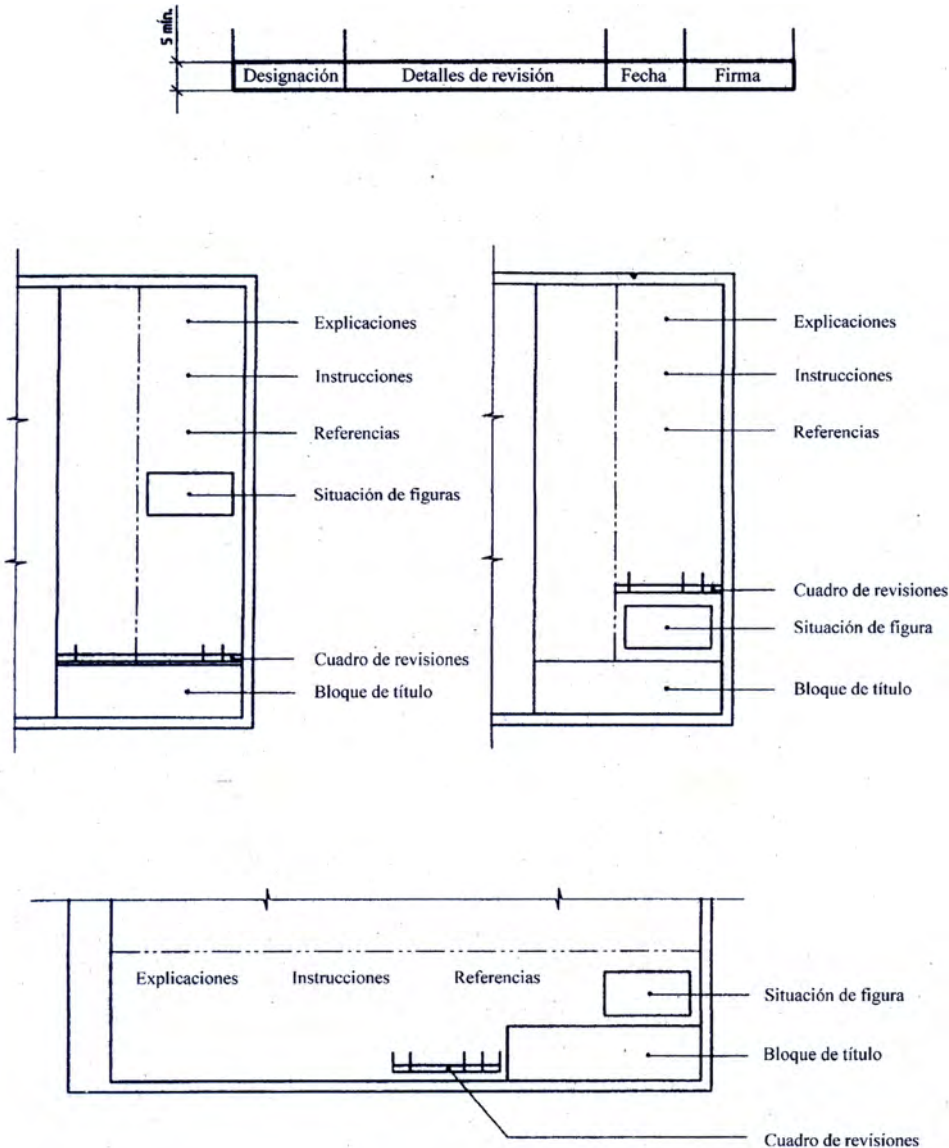 5 mín.
Designación Detalles de revisión Fecha Firma
Explicaciones
Instrucciones
Referencias
Situación de figuras
Cuadro de revisiones
Bloque de título
Explicaciones
Instrucciones
Referencias
Cuadro de revisiones
Situación de figura
Bloque de título
Explicaciones Instrucciones Referencias
Situación de figura
Bloque de título
Cuadro de revisiones